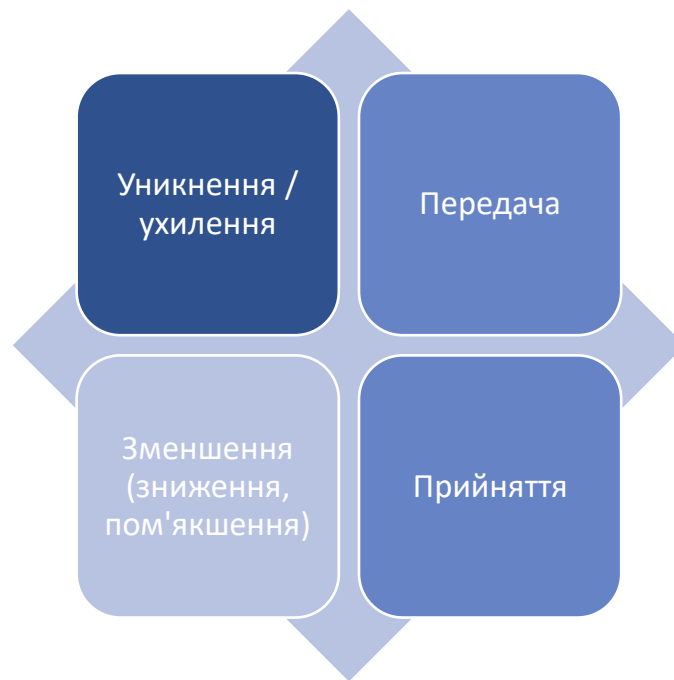 Уникнення /
ухилення
Передача
Зменшення
(зниження,
пом'якшення)
Прийняття